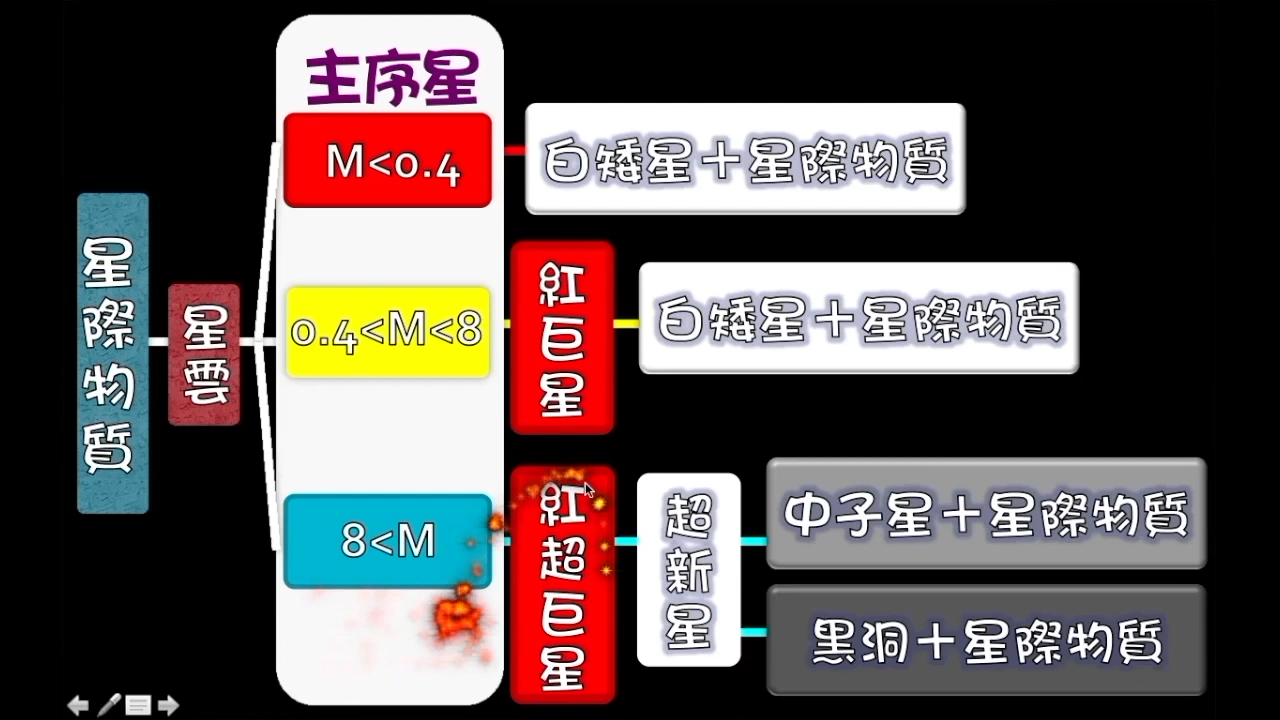 星際物質
星雲
主序星
M<0.4
白矮星＋星際物質
0.4<M<8
紅巨星
白矮星＋星際物質
8<M
紅超巨星
超新星
中子星＋星際物質
黑洞＋星際物質